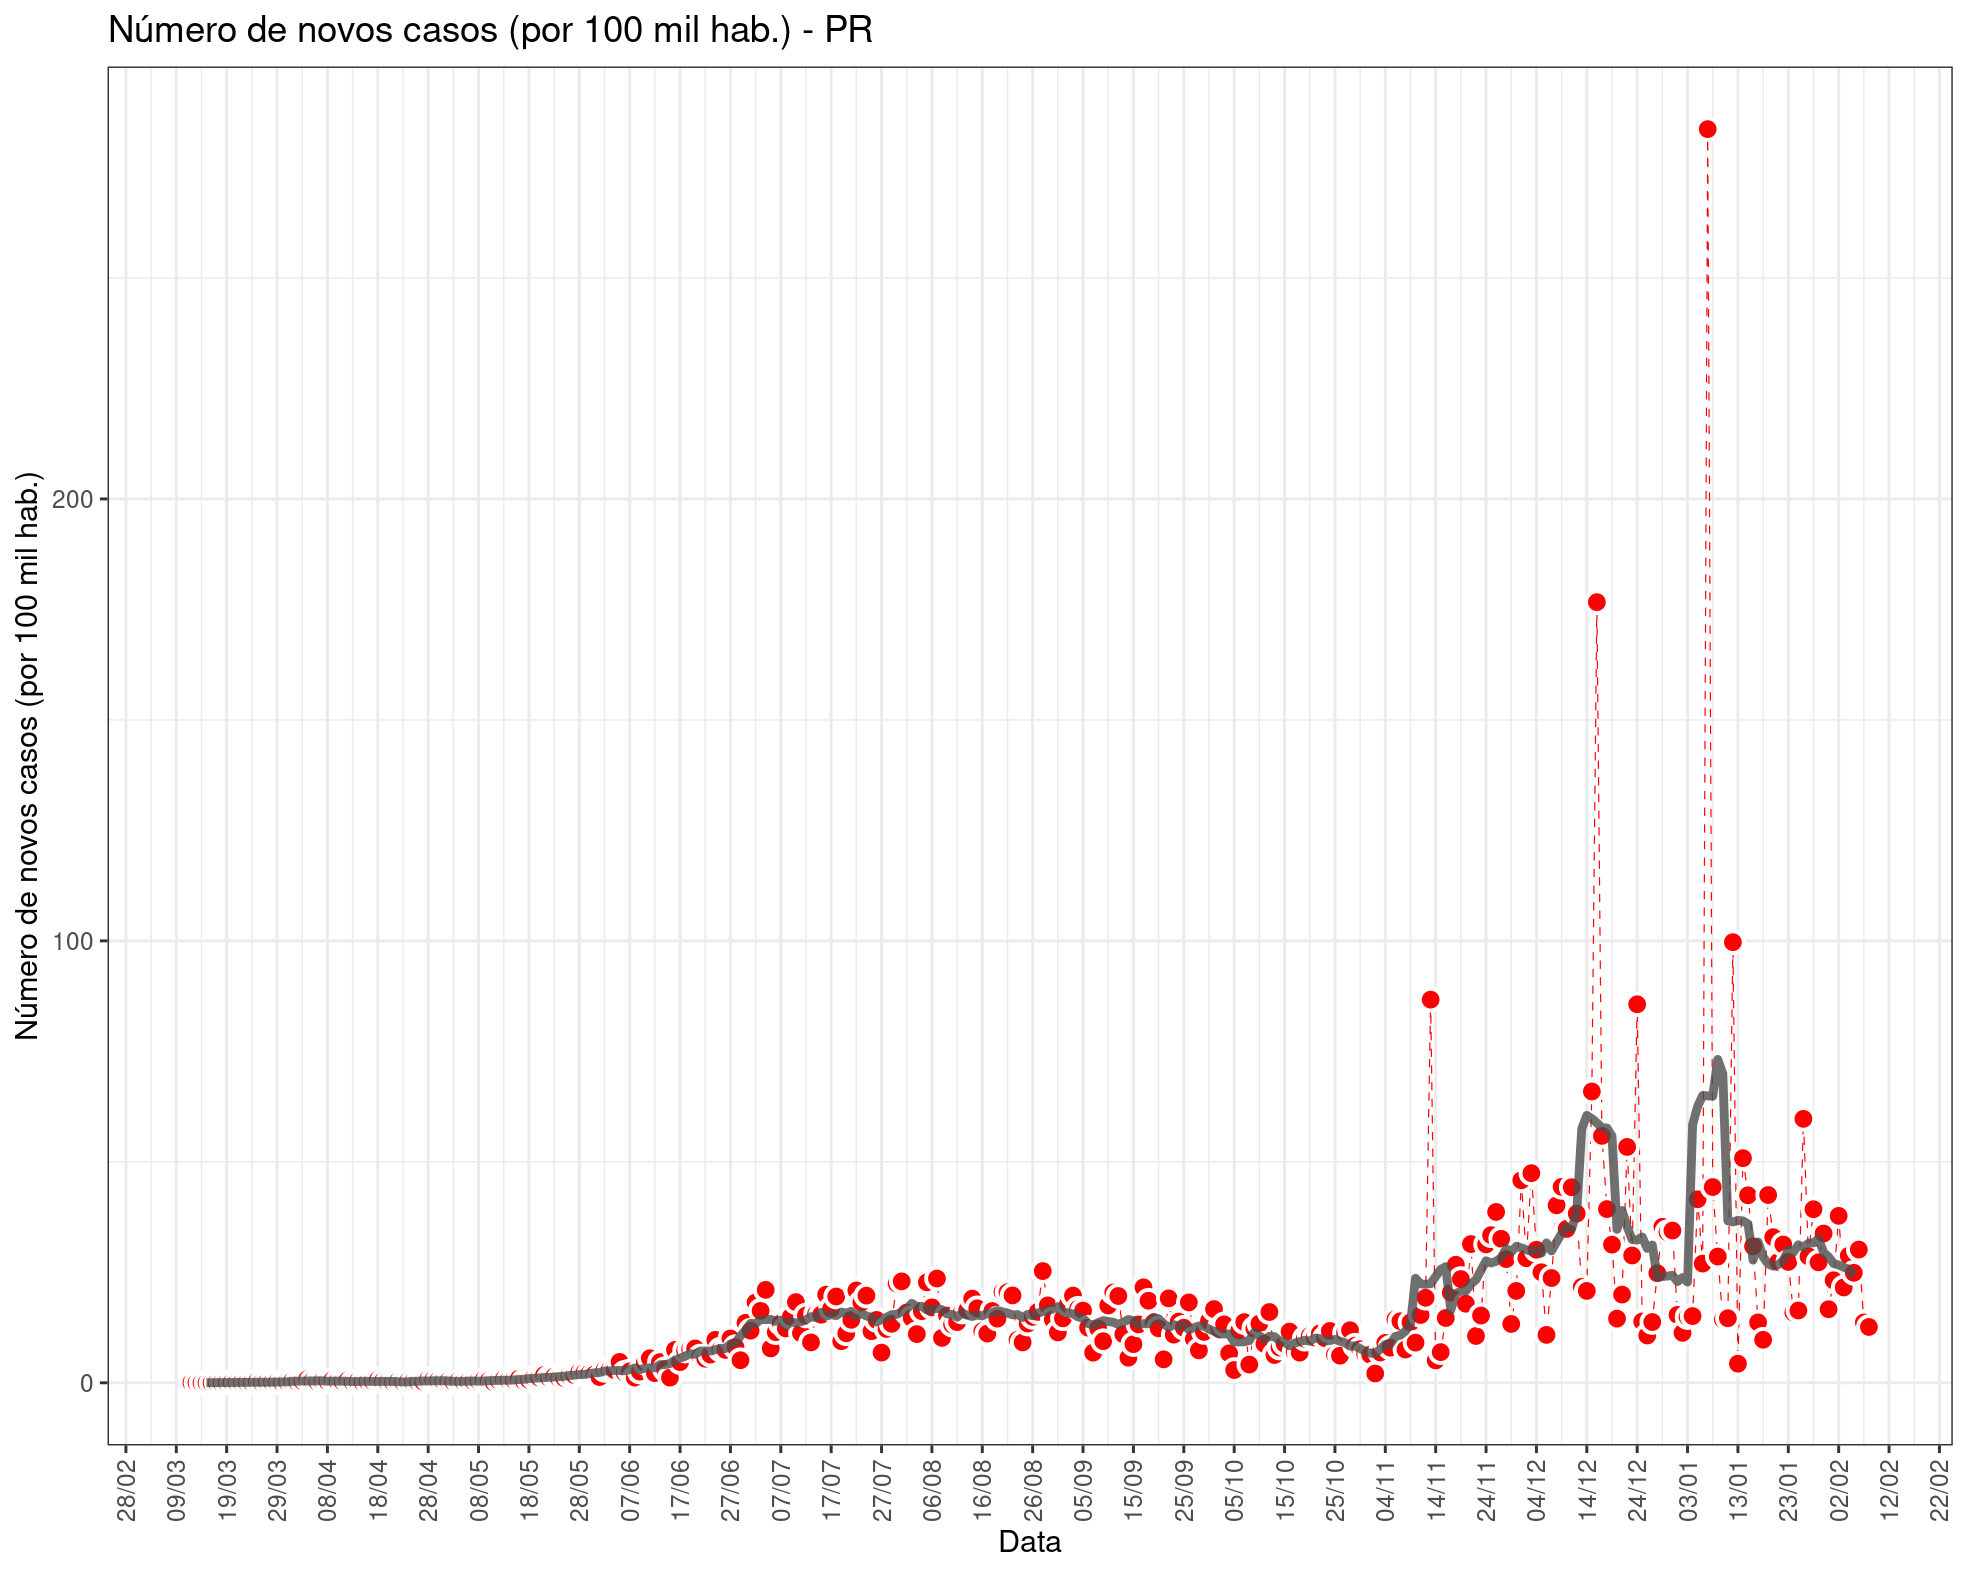 Número de novos casos (por 100 mil hab.) - PR
Número de novos casos (por 100 mil hab.)
200
100
0
28/02 09/03 19/03 29/03 08/04 18/04 28/04 08/05 18/05 28/05 07/06 17/06 27/06 07/07 17/07 27/07 06/08 16/08 26/08 05/09 15/09 25/09 05/10 15/10 25/10 04/11 14/11 24/11 04/12 14/12 24/12 03/01 13/01 23/01 02/02 12/02 22/02
Data